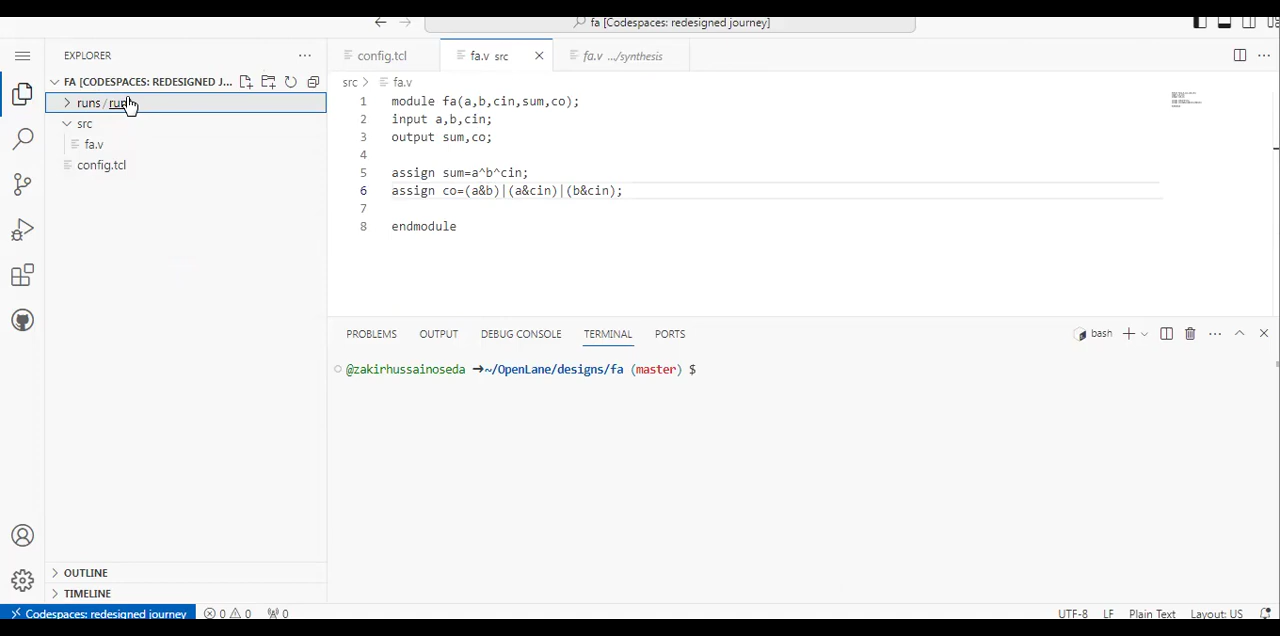 fa [Codespaces: redesigned journey]
EXPLORER
config.tcl
fa.v src
fa.v .../synthesis
FA [CODESPACES: REDESIGNED J...
src
fa.v
runs /
src
fa.v
config.tcl
1 module fa(a,b,cin,sum,co);
2 input a,b,cin;
3 output sum,co;
4
5 assign sum=a^b^cin;
6 assign co=(a&b)|(a&cin)|(b&cin);
7
8 endmodule
PROBLEMS OUTPUT DEBUG CONSOLE TERMINAL PORTS
bash
@zakirhussainoseda ➜~/OpenLane/designs/fa (master) $
OUTLINE
TIMELINE
Codespaces: redesigned journey
0 0 0
UTF-8 LF Plain Text Layout: US